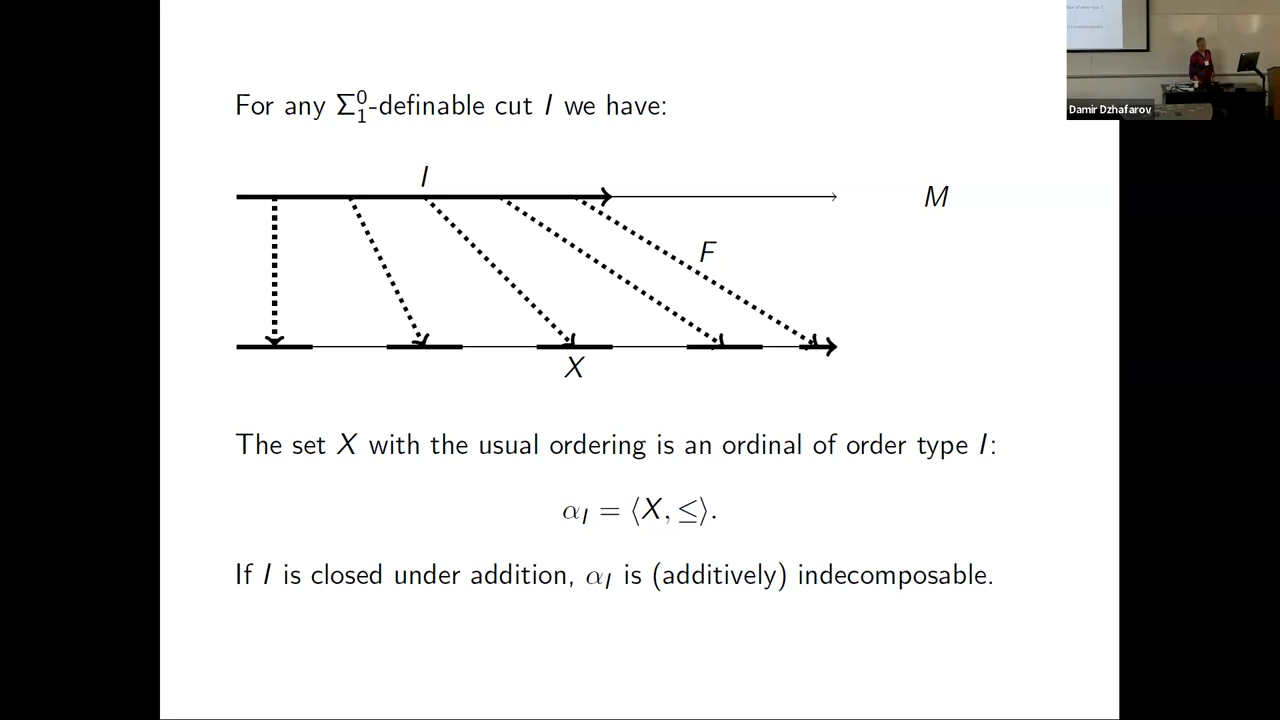 For any Σ⁰₁-definable cut I we have:
I
M
F
X
The set X with the usual ordering is an ordinal of order type I:
α_I = ⟨X, ≤⟩.
If I is closed under addition, α_I is (additively) indecomposable.
Damir Dzhafarov